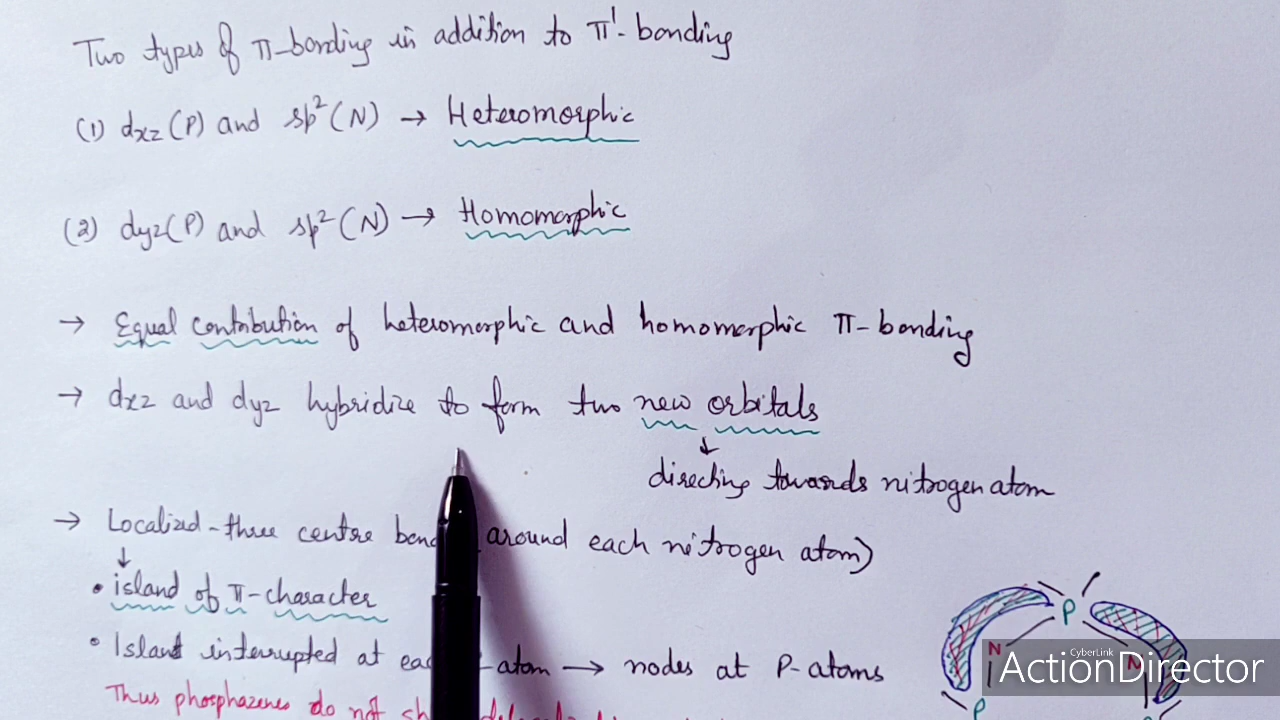 Two types of π-bonding in addition to π'-bonding
(1) dxz(P) and sp²(N) → Heteromorphic
(2) dyz(P) and sp²(N) → Homomorphic
→ Equal contribution of heteromorphic and homomorphic π-bonding
→ dxz and dyz hybridize to form two new orbitals
↓
directing towards nitrogen atom
→ Localized-three centre bond around each nitrogen atom)
↓
• island of π-character
• Island interrupted at each -atom → nodes at P-atoms
Thus phosphazenes do not
P
N
N
P
CyberLink
ActionDirector